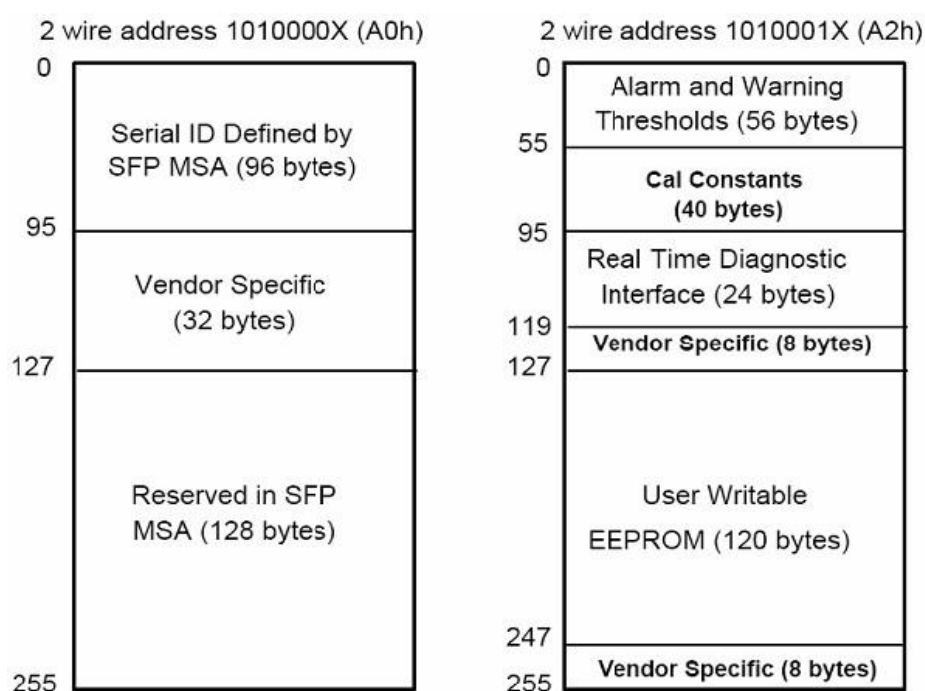 2 wire address 1010000X (A0h)
0
Serial ID Defined by
SFP MSA (96 bytes)
95
Vendor Specific
(32 bytes)
127
Reserved in SFP
MSA (128 bytes)
255
2 wire address 1010001X (A2h)
0
Alarm and Warning
Thresholds (56 bytes)
55
Cal Constants
(40 bytes)
95
Real Time Diagnostic
Interface (24 bytes)
119
Vendor Specific (8 bytes)
127
User Writable
EEPROM (120 bytes)
247
Vendor Specific (8 bytes)
255